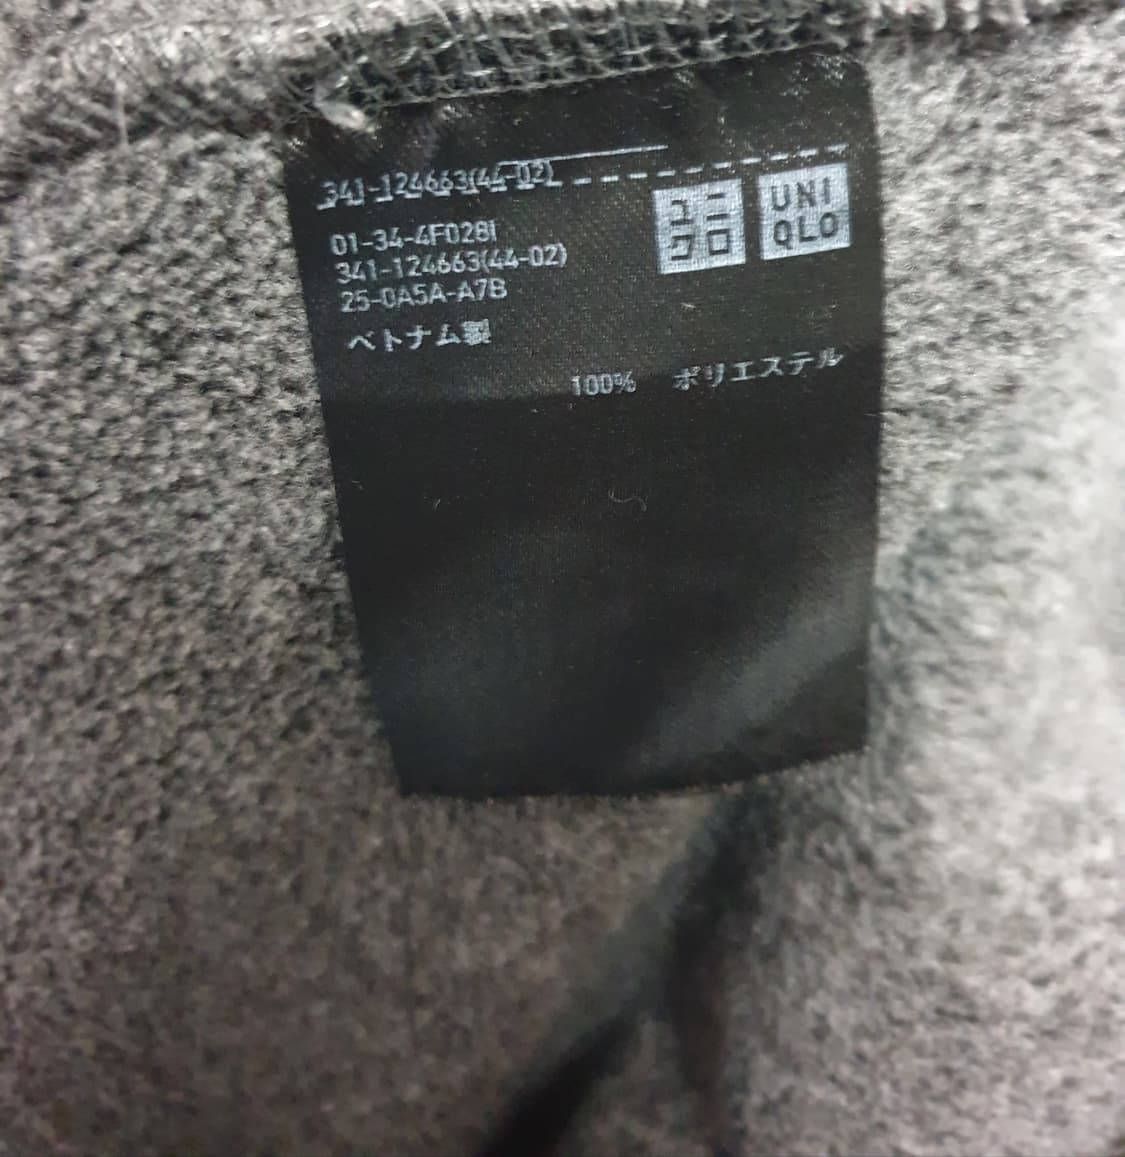 341-124663(44-02)
ユニ
クロ
UNI
QLO
01-34-4F028I
341-124663(44-02)
25-0A5A-A7B
ベトナム製
100% ポリエステル